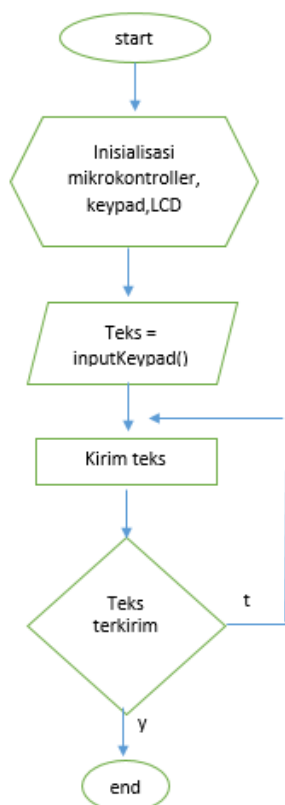 start
Inisialisasi
mikrokontroller,
keypad,LCD
Teks =
inputKeypad()
Kirim teks
Teks
terkirim
t
y
end